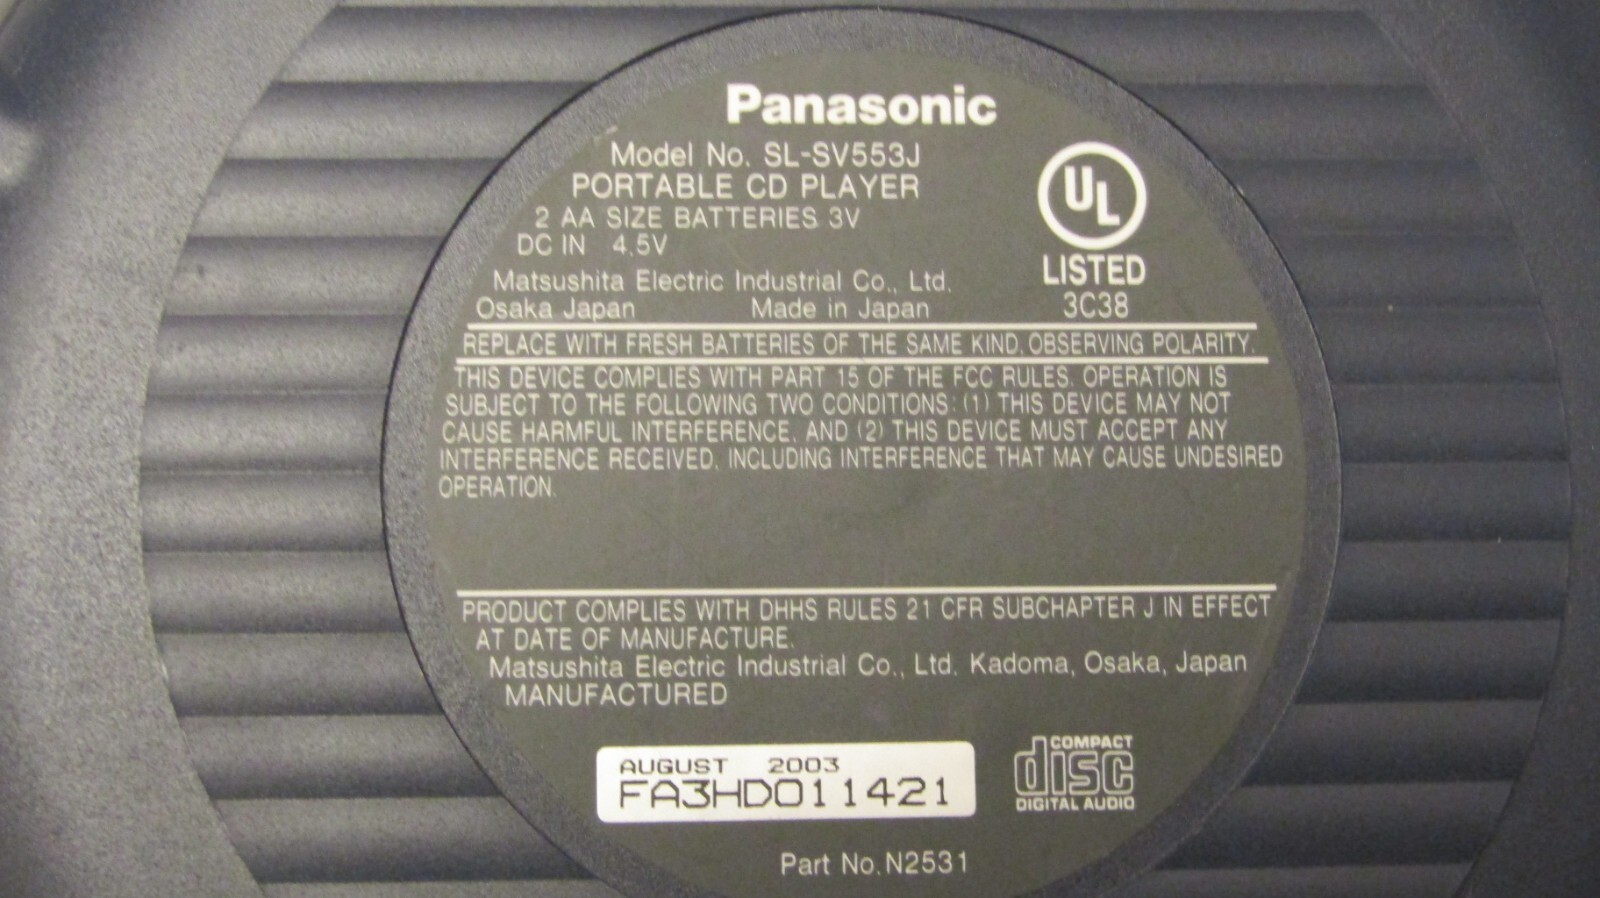 Panasonic
Model No. SL-SV553J
PORTABLE CD PLAYER
2 AA SIZE BATTERIES 3V
DC IN 4.5V
Matsushita Electric Industrial Co., Ltd.
Osaka Japan Made in Japan
UL
LISTED
3C38
REPLACE WITH FRESH BATTERIES OF THE SAME KIND, OBSERVING POLARITY.
THIS DEVICE COMPLIES WITH PART 15 OF THE FCC RULES. OPERATION IS
SUBJECT TO THE FOLLOWING TWO CONDITIONS: (1) THIS DEVICE MAY NOT
CAUSE HARMFUL INTERFERENCE, AND (2) THIS DEVICE MUST ACCEPT ANY
INTERFERENCE RECEIVED, INCLUDING INTERFERENCE THAT MAY CAUSE UNDESIRED
OPERATION.
PRODUCT COMPLIES WITH DHHS RULES 21 CFR SUBCHAPTER J IN EFFECT
AT DATE OF MANUFACTURE.
Matsushita Electric Industrial Co., Ltd. Kadoma, Osaka, Japan
MANUFACTURED
AUGUST 2003
FA3HD011421
COMPACT
disc
DIGITAL AUDIO
Part No. N2531